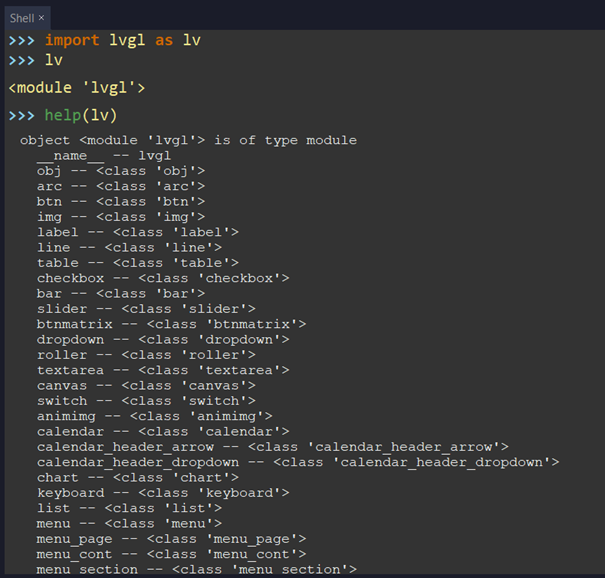 Shell ×
>>> import lvgl as lv
>>> lv
<module 'lvgl'>
>>> help(lv)
object <module 'lvgl'> is of type module
__name__ -- lvgl
obj -- <class 'obj'>
arc -- <class 'arc'>
btn -- <class 'btn'>
img -- <class 'img'>
label -- <class 'label'>
line -- <class 'line'>
table -- <class 'table'>
checkbox -- <class 'checkbox'>
bar -- <class 'bar'>
slider -- <class 'slider'>
btnmatrix -- <class 'btnmatrix'>
dropdown -- <class 'dropdown'>
roller -- <class 'roller'>
textarea -- <class 'textarea'>
canvas -- <class 'canvas'>
switch -- <class 'switch'>
animimg -- <class 'animimg'>
calendar -- <class 'calendar'>
calendar_header_arrow -- <class 'calendar_header_arrow'>
calendar_header_dropdown -- <class 'calendar_header_dropdown'>
chart -- <class 'chart'>
keyboard -- <class 'keyboard'>
list -- <class 'list'>
menu -- <class 'menu'>
menu_page -- <class 'menu_page'>
menu_cont -- <class 'menu_cont'>
menu_section -- <class 'menu_section'>